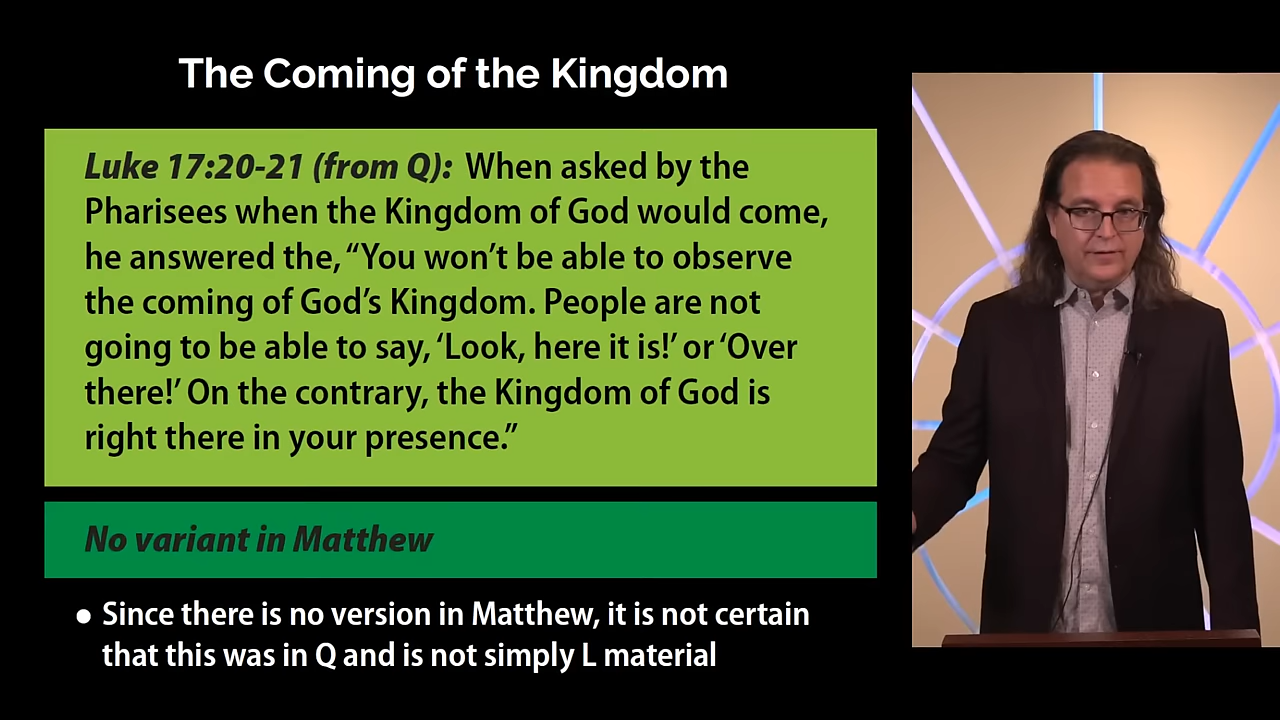 The Coming of the Kingdom
Luke 17:20-21 (from Q): When asked by the
Pharisees when the Kingdom of God would come,
he answered the, “You won’t be able to observe
the coming of God’s Kingdom. People are not
going to be able to say, ‘Look, here it is!’ or ‘Over
there!’ On the contrary, the Kingdom of God is
right there in your presence.”
No variant in Matthew
● Since there is no version in Matthew, it is not certain
that this was in Q and is not simply L material